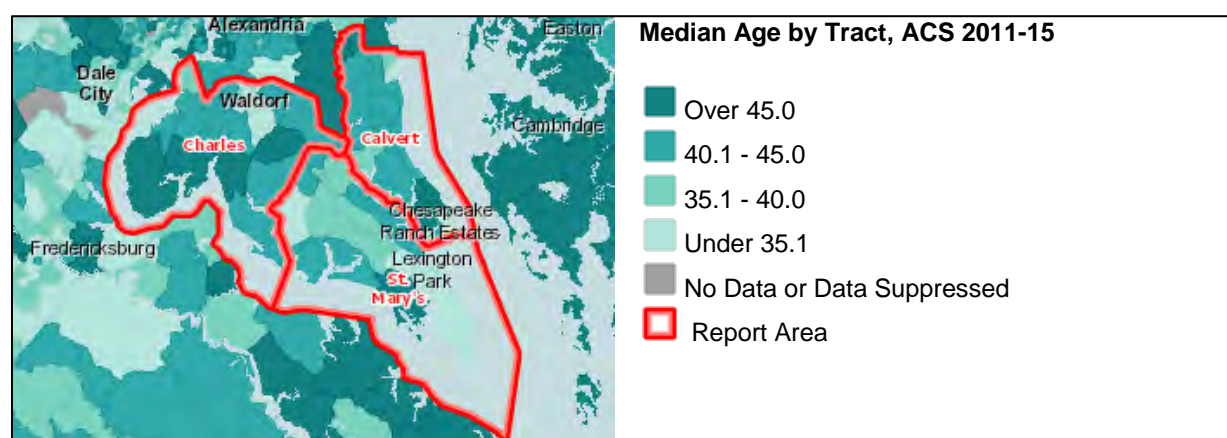 Alexandria
Easton
Dale
City
Waldorf
Cambridge
Charles
Calvert
Chesapeake
Ranch Estates
Fredericksburg
Lexington
Park
St.
Mary's
Median Age by Tract, ACS 2011-15
Over 45.0
40.1 - 45.0
35.1 - 40.0
Under 35.1
No Data or Data Suppressed
Report Area